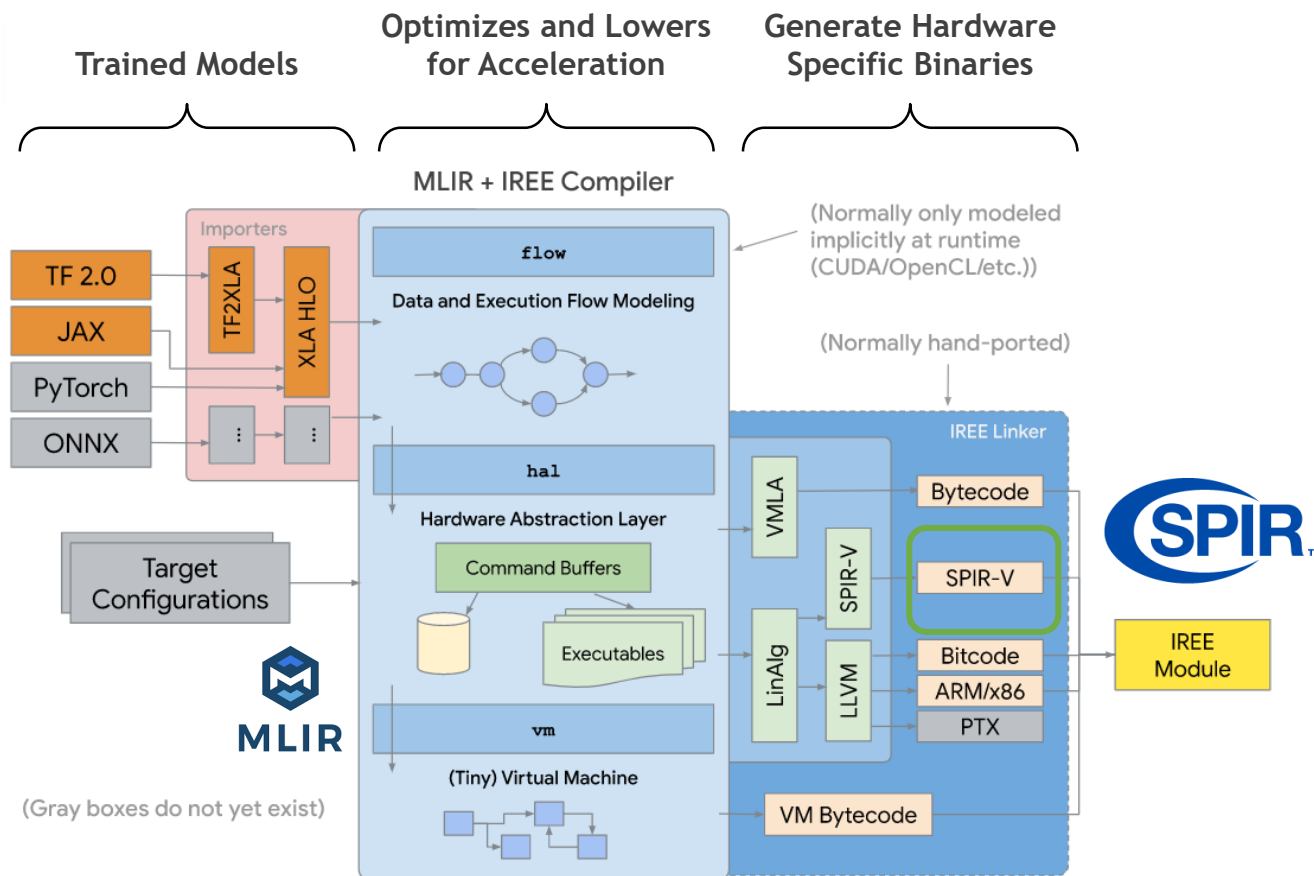 Trained Models
Optimizes and Lowers
for Acceleration
Generate Hardware
Specific Binaries
MLIR + IREE Compiler
(Normally only modeled
implicitly at runtime
(CUDA/OpenCL/etc.))
(Normally hand-ported)
Importers
TF 2.0
JAX
PyTorch
ONNX
TF2XLA
XLA HLO
...
...
flow
Data and Execution Flow Modeling
hal
Hardware Abstraction Layer
Command Buffers
Executables
vm
(Tiny) Virtual Machine
Target
Configurations
MLIR
(Gray boxes do not yet exist)
IREE Linker
VMLA
LinAlg
SPIR-V
LLVM
Bytecode
SPIR-V
Bitcode
ARM/x86
PTX
VM Bytecode
SPIR
IREE
Module